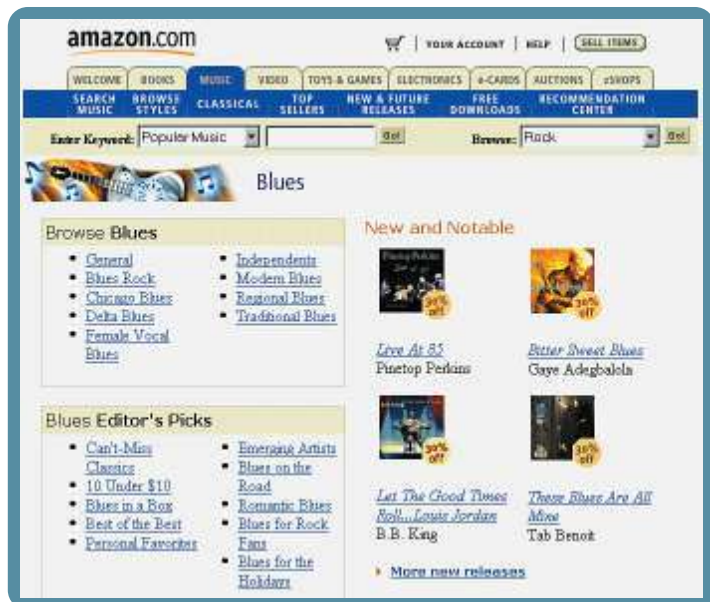 amazon.com
YOUR ACCOUNT | HELP | SELL ITEMS
WELCOME BOOKS MUSIC VIDEO TOYS & GAMES ELECTRONICS e-CARDS AUCTIONS zSHOPS
SEARCH MUSIC BROWSE STYLES CLASSICAL TOP SELLERS NEW & FUTURE RELEASES FREE DOWNLOADS RECOMMENDATION CENTER
Enter Keyword: Popular Music Go! Browse: Rock Go!
Blues
Browse Blues
General
Blues Rock
Chicago Blues
Delta Blues
Female Vocal
Blues
Independents
Modern Blues
Regional Blues
Traditional Blues
Blues Editor's Picks
Can't-Miss
Classics
10 Under $10
Blues in a Box
Best of the Best
Personal Favorites
Emerging Artists
Blues on the
Road
Romantic Blues
Blues for Rock
Fans
Blues for the
Holidays
New and Notable
Pinetop Perkins
30%
off
Live At 85
Pinetop Perkins
30%
off
Bitter Sweet Blues
Gaye Adegbalola
30%
off
Let The Good Times
Roll...Louis Jordan
B.B. King
30%
off
These Blues Are All
Mine
Tab Benoit
More new releases